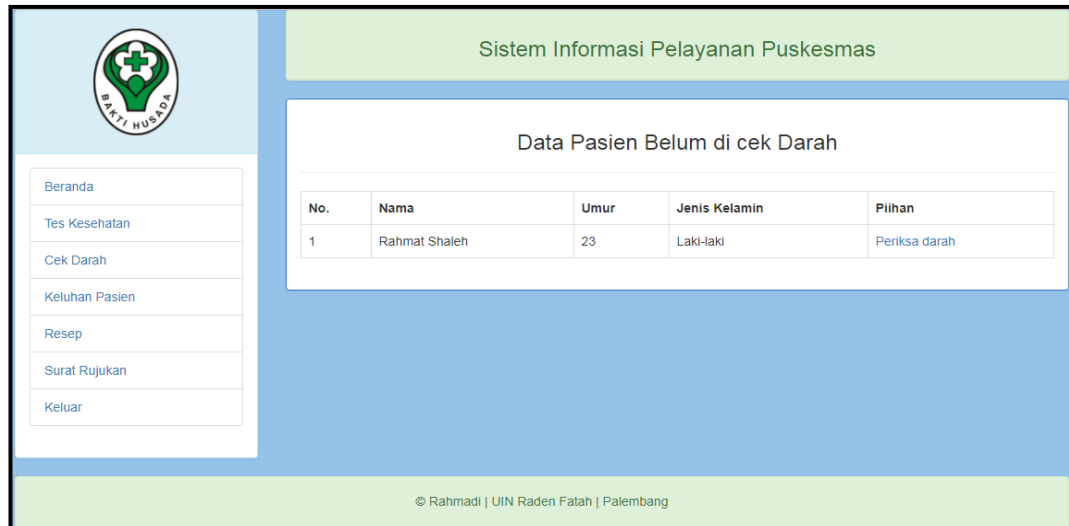 BAKTI HUSADA
Sistem Informasi Pelayanan Puskesmas
Beranda
Tes Kesehatan
Cek Darah
Keluhan Pasien
Resep
Surat Rujukan
Keluar
Data Pasien Belum di cek Darah
No. Nama Umur Jenis Kelamin Piihan
1 Rahmat Shaleh 23 Laki-laki Periksa darah
© Rahmadi | UIN Raden Fatah | Palembang